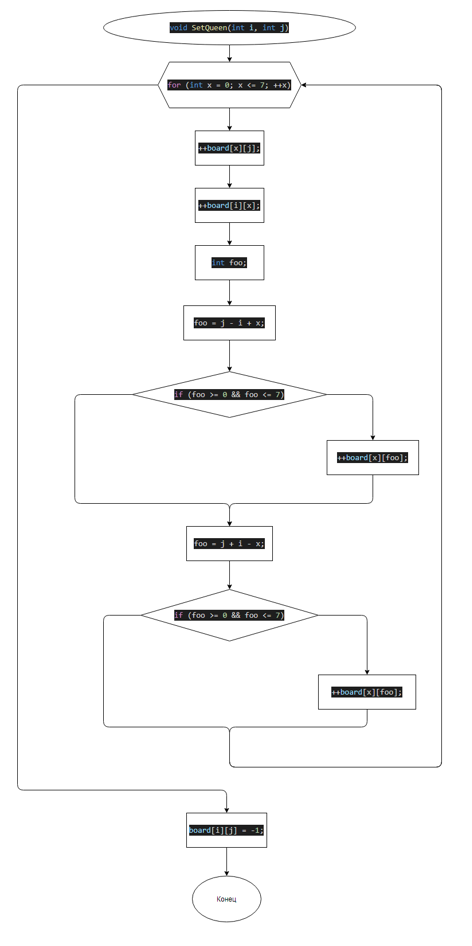 void SetQueen(int i, int j)
for (int x = 0; x <= 7; ++x)
++board[x][j];
++board[i][x];
int foo;
foo = j - i + x;
if (foo >= 0 && foo <= 7)
++board[x][foo];
foo = j + i - x;
if (foo >= 0 && foo <= 7)
++board[x][foo];
board[i][j] = -1;
Конец